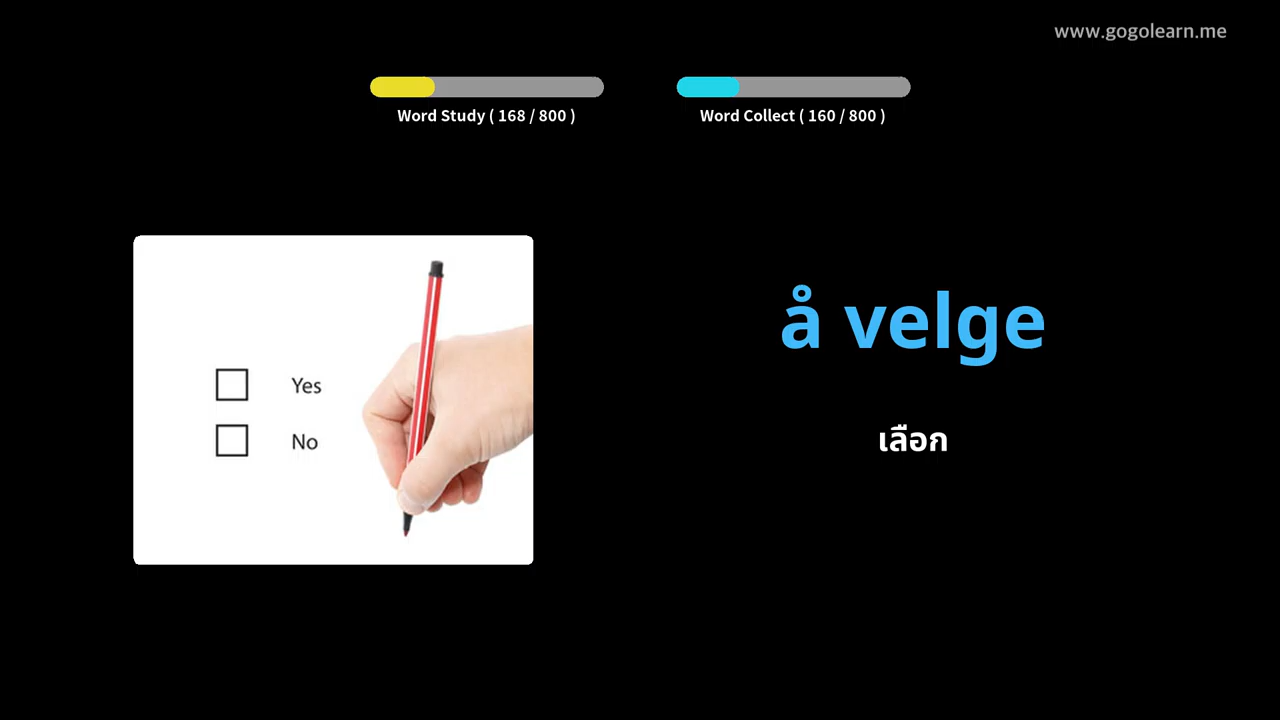 www.gogolearn.me
Word Study ( 168 / 800 )
Word Collect ( 160 / 800 )
Yes
No
å velge
เลือก